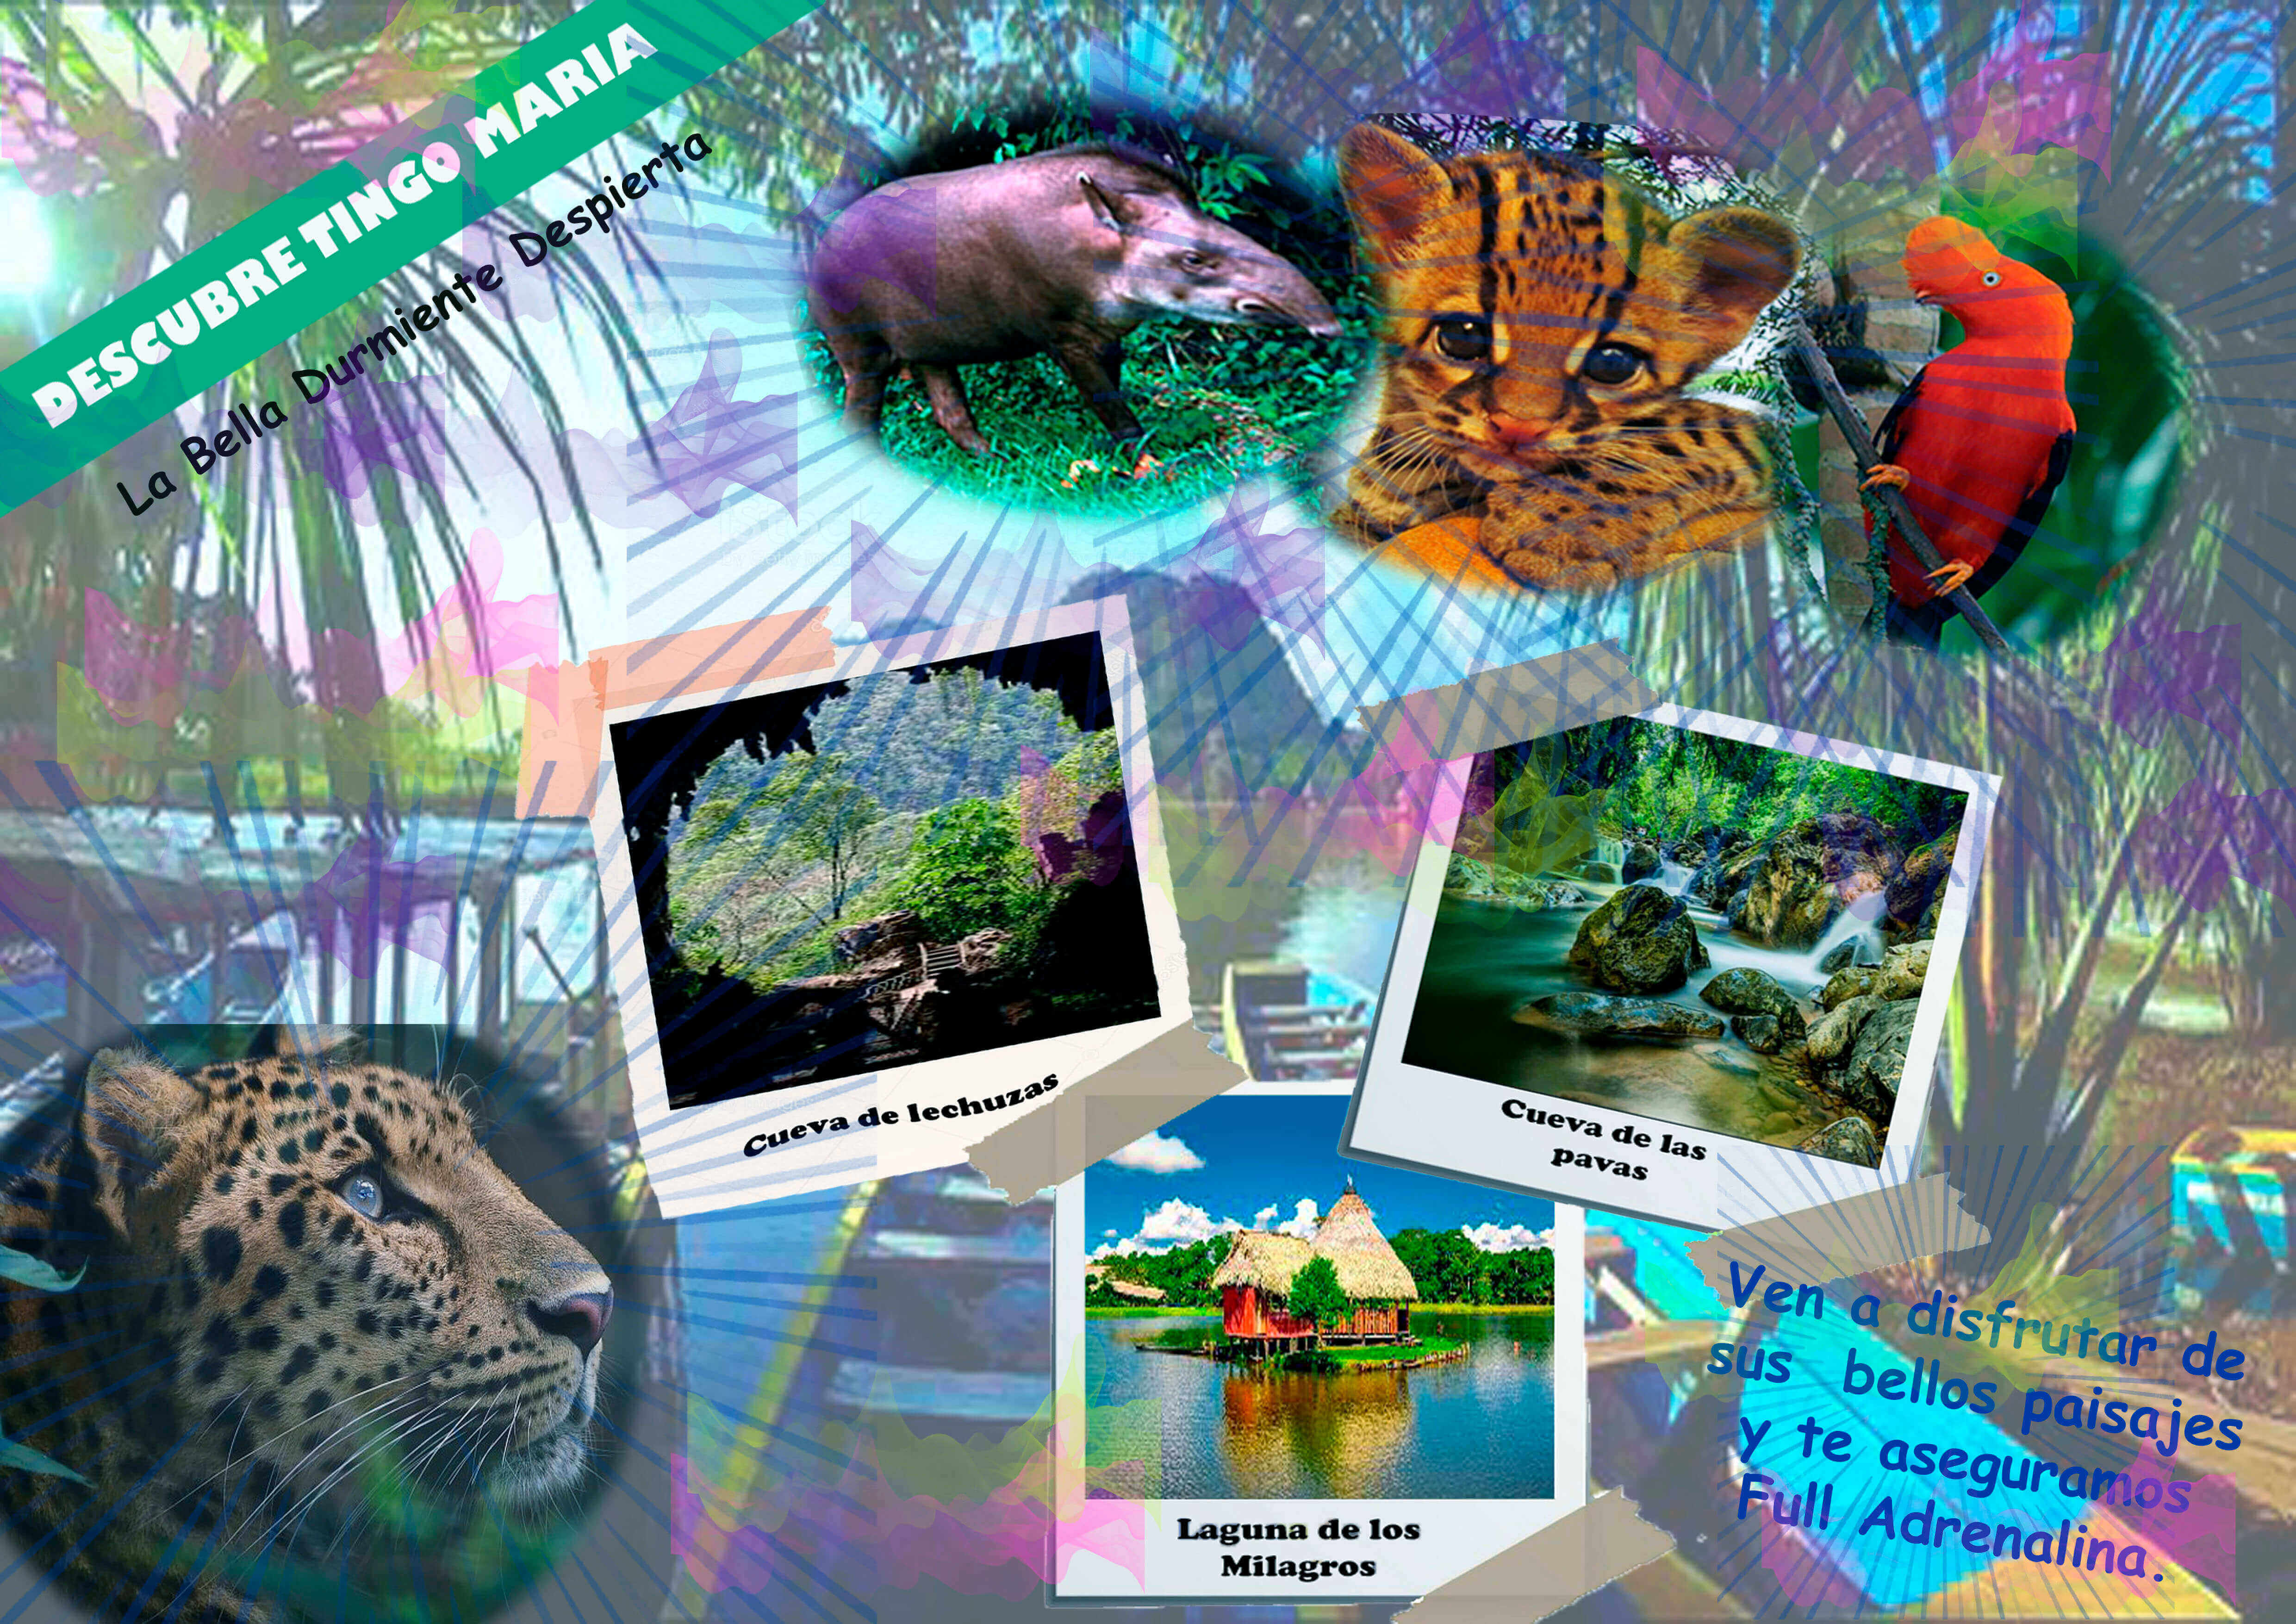 DESCUBRE TINGO MARIA
La Bella Durmiente Despierta
Cueva de lechuzas
Cueva de las
pavas
Laguna de los
Milagros
Ven a disfrutar de
sus bellos paisajes
y te aseguramos
Full Adrenalina.